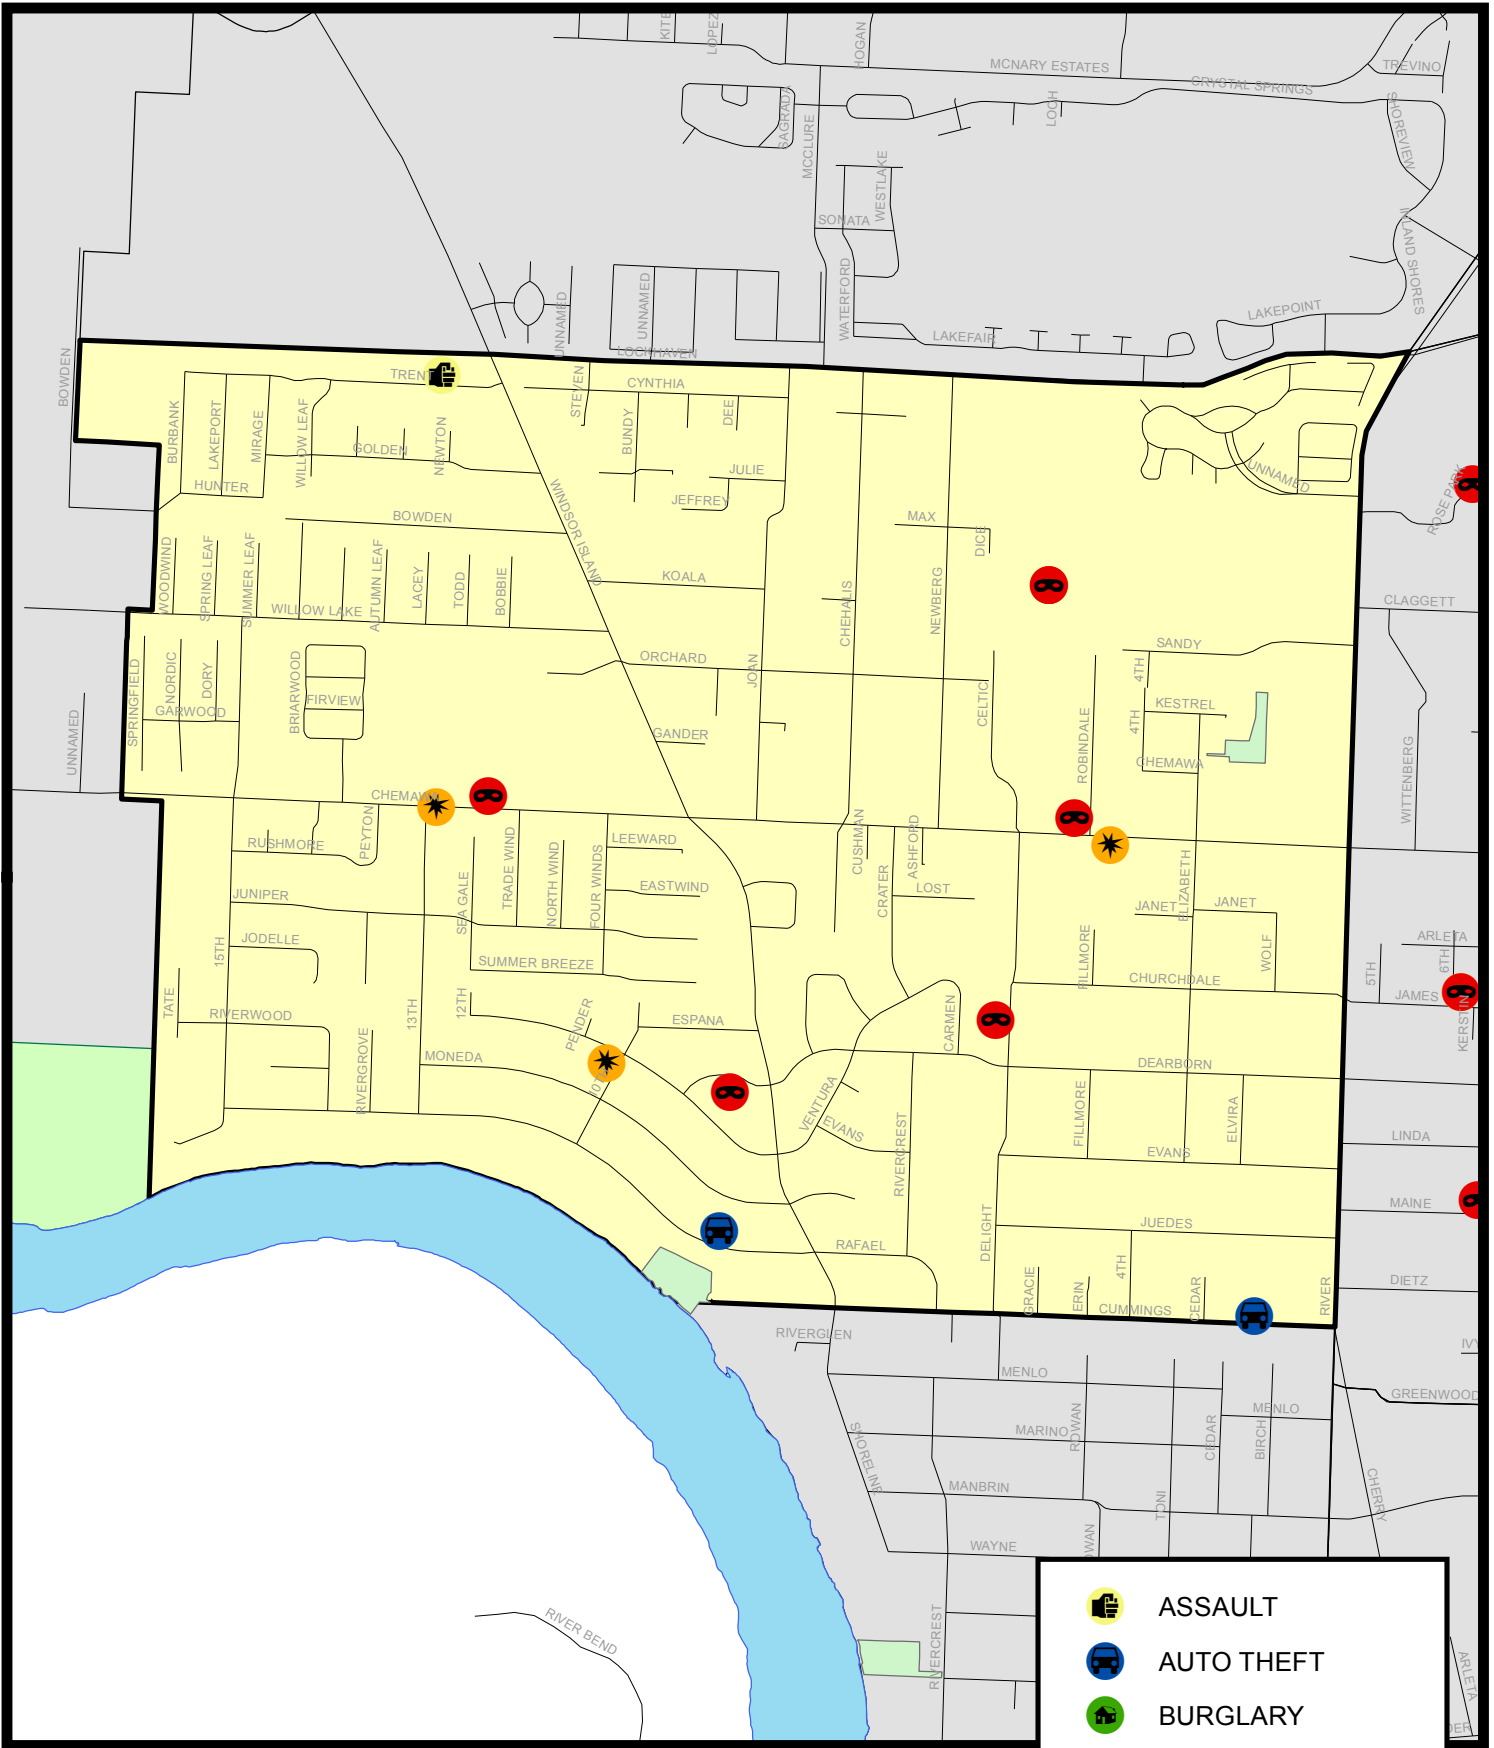 KITE
LOPEZ
HOGAN
MCNARY ESTATES
TREVINO
CRYSTAL SPRINGS
SAGRADA
MCCLURE
LOCH
SHOREVIEW
WESTLAKE
SONATA
INLAND SHORES
WATERFORD
UNNAMED
UNNAMED
LAKEPOINT
LAKEFAIR
LOCKHAVEN
BOWDEN
TRENT
STEVEN
CYNTHIA
DEE
BURBANK
LAKEPORT
MIRAGE
WILLOW LEAF
GOLDEN
NEWTON
BUNDY
JULIE
JEFFREY
HUNTER
UNNAMED
ROSE PARK
WINDSOR ISLAND
BOWDEN
MAX
DICE
WOODWIND
SPRING LEAF
SUMMER LEAF
AUTUMN LEAF
LACEY
TODD
BOBBIE
KOALA
CHEHALIS
NEWBERG
CLAGGETT
WILLOW LAKE
SANDY
SPRINGFIELD
NORDIC
DORY
BRIARWOOD
ORCHARD
JOAN
4TH
CELTIC
FIRVIEW
GARWOOD
KESTREL
4TH
UNNAMED
GANDER
ROBINDALE
CHEMAWA
WITTENBERG
CHEMAWA
PEYTON
RUSHMORE
TRADE WIND
NORTH WIND
FOUR WINDS
LEEWARD
CUSHMAN
ASHFORD
CRATER
ELIZABETH
SEA GALE
EASTWIND
LOST
JUNIPER
JANET
JANET
15TH
JODELLE
WOLF
ARLETA
6TH
5TH
SUMMER BREEZE
FILLMORE
CHURCHDALE
JAMES
TATE
RIVERWOOD
13TH
12TH
PENDER
ESPANA
CARMEN
KERSTIN
RIVERGROVE
MONEDA
DEARBORN
VENTURA
EVANS
RIVERCREST
FILLMORE
ELVIRA
LINDA
EVANS
MAINE
JUEDES
DELIGHT
RAFAEL
GRACIE
ERIN
4TH
CUMMINGS
CEDAR
RIVER
DIETZ
RIVERGLEN
MENLO
GREENWOOD
MENLO
MARINO
ROWAN
CEDAR
BIRCH
SHORELINE
MANBRIN
TONI
CHERRY
WAYNE
RIVER BEND
RIVERCREST
ARLETA
ASSAULT
AUTO THEFT
BURGLARY